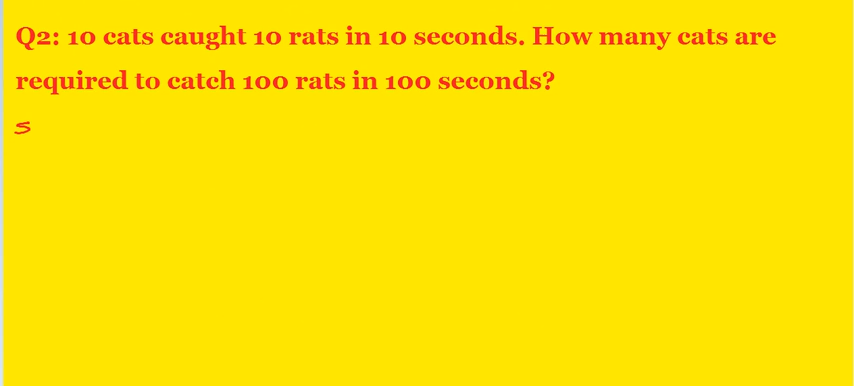 Q2: 10 cats caught 10 rats in 10 seconds. How many cats are
required to catch 100 rats in 100 seconds?
S